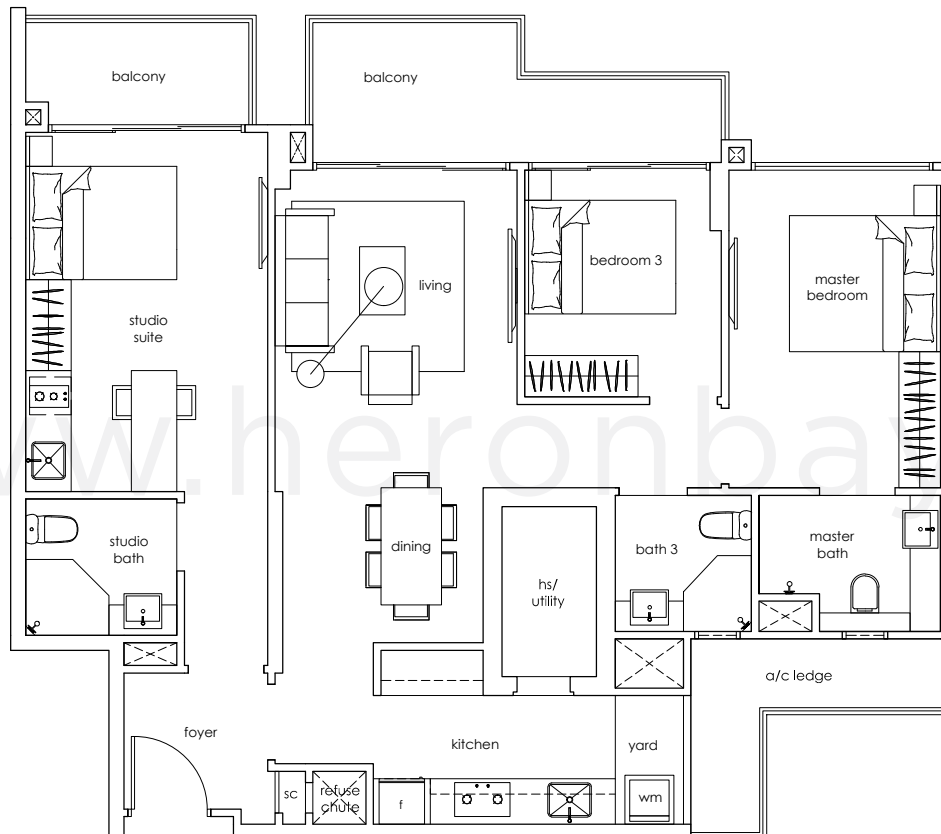 balcony
balcony
bedroom 3
living
master
bedroom
studio
suite
www.heronbay
dining
studio
bath
bath 3
master
bath
hs/
utility
a/c ledge
foyer
kitchen
yard
sc
refuse
chute
f
wm